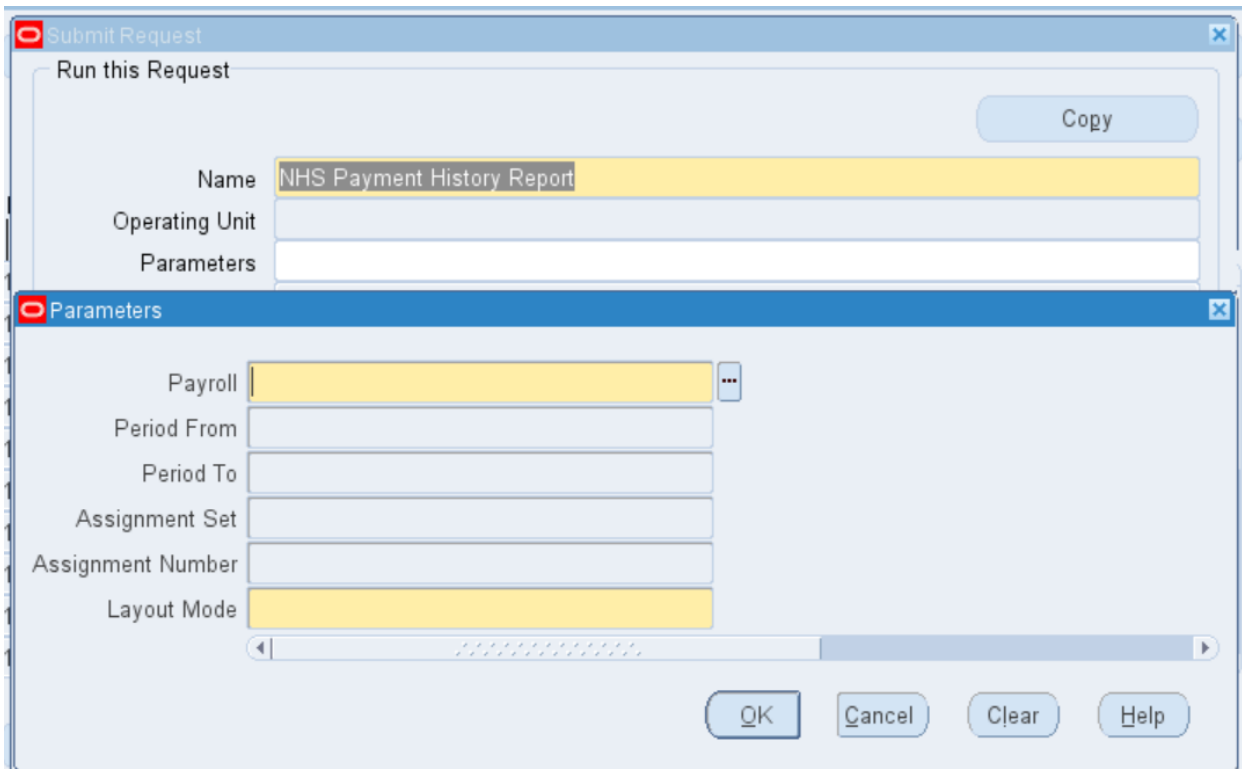 Submit Request
Run this Request
Copy
Name NHS Payment History Report
Operating Unit
Parameters
Parameters
Payroll
Period From
Period To
Assignment Set
Assignment Number
Layout Mode
OK Cancel Clear Help